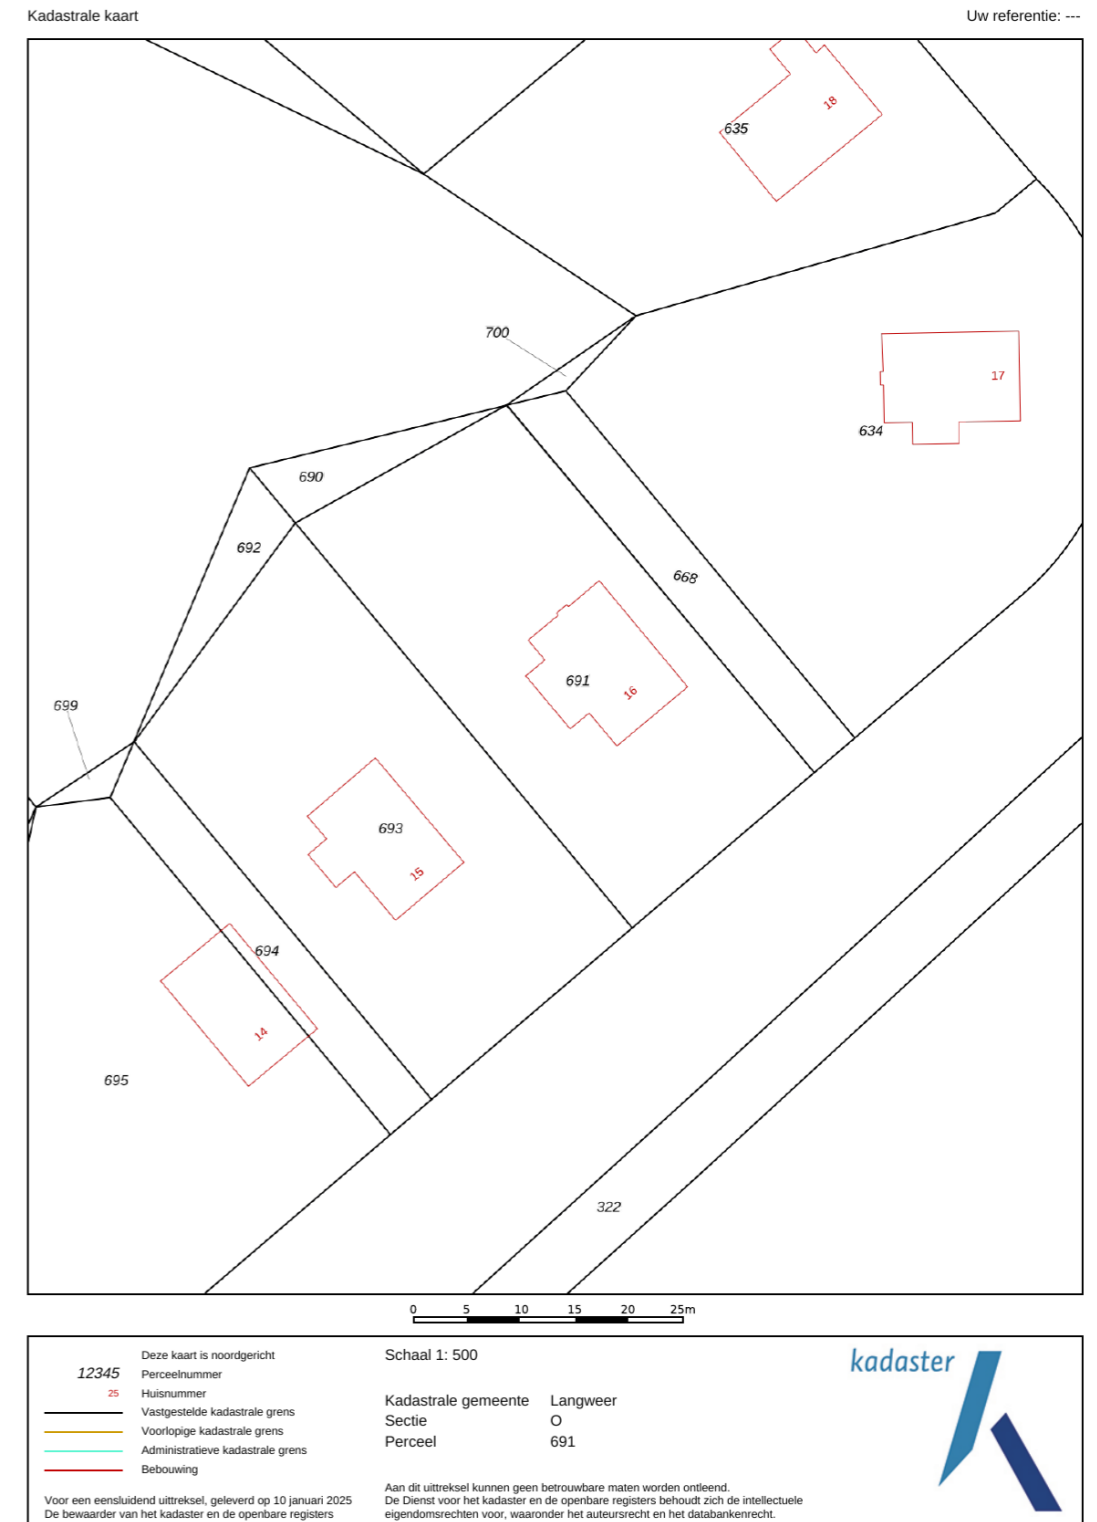 Kadastrale kaart
Uw referentie: ---
18
635
700
17
634
690
692
668
691
16
699
693
15
694
14
695
322
0 5 10 15 20 25m
Deze kaart is noordgericht
12345 Perceelnummer
25 Huisnummer
Vastgestelde kadastrale grens
Voorlopige kadastrale grens
Administratieve kadastrale grens
Bebouwing
Voor een eensluidend uittreksel, geleverd op 10 januari 2025
De bewaarder van het kadaster en de openbare registers
Schaal 1: 500
Kadastrale gemeente Langweer
Sectie O
Perceel 691
Aan dit uittreksel kunnen geen betrouwbare maten worden ontleend.
De Dienst voor het kadaster en de openbare registers behoudt zich de intellectuele
eigendomsrechten voor, waaronder het auteursrecht en het databankenrecht.
kadaster